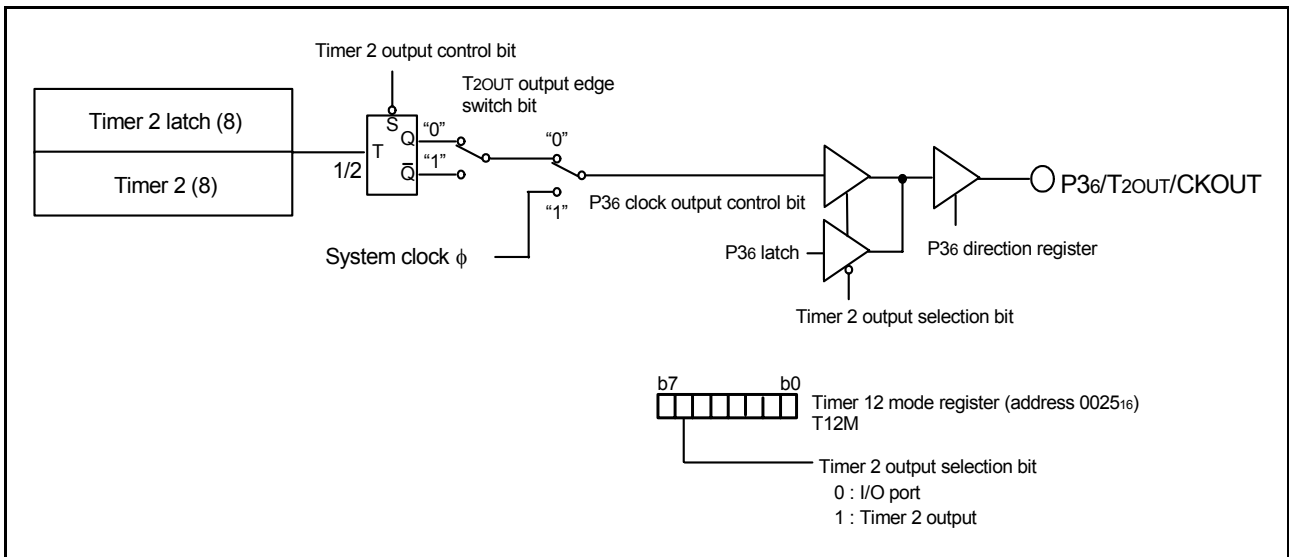 Timer 2 output control bit
T2OUT output edge
switch bit
Timer 2 latch (8)
Timer 2 (8)
S
T
Q
Q̅
1/2
“0”
“1”
“0”
“1”
P36 clock output control bit
System clock ϕ
P36 latch
P36/T2OUT/CKOUT
P36 direction register
Timer 2 output selection bit
b7 b0
Timer 12 mode register (address 002516)
T12M
Timer 2 output selection bit
0 : I/O port
1 : Timer 2 output